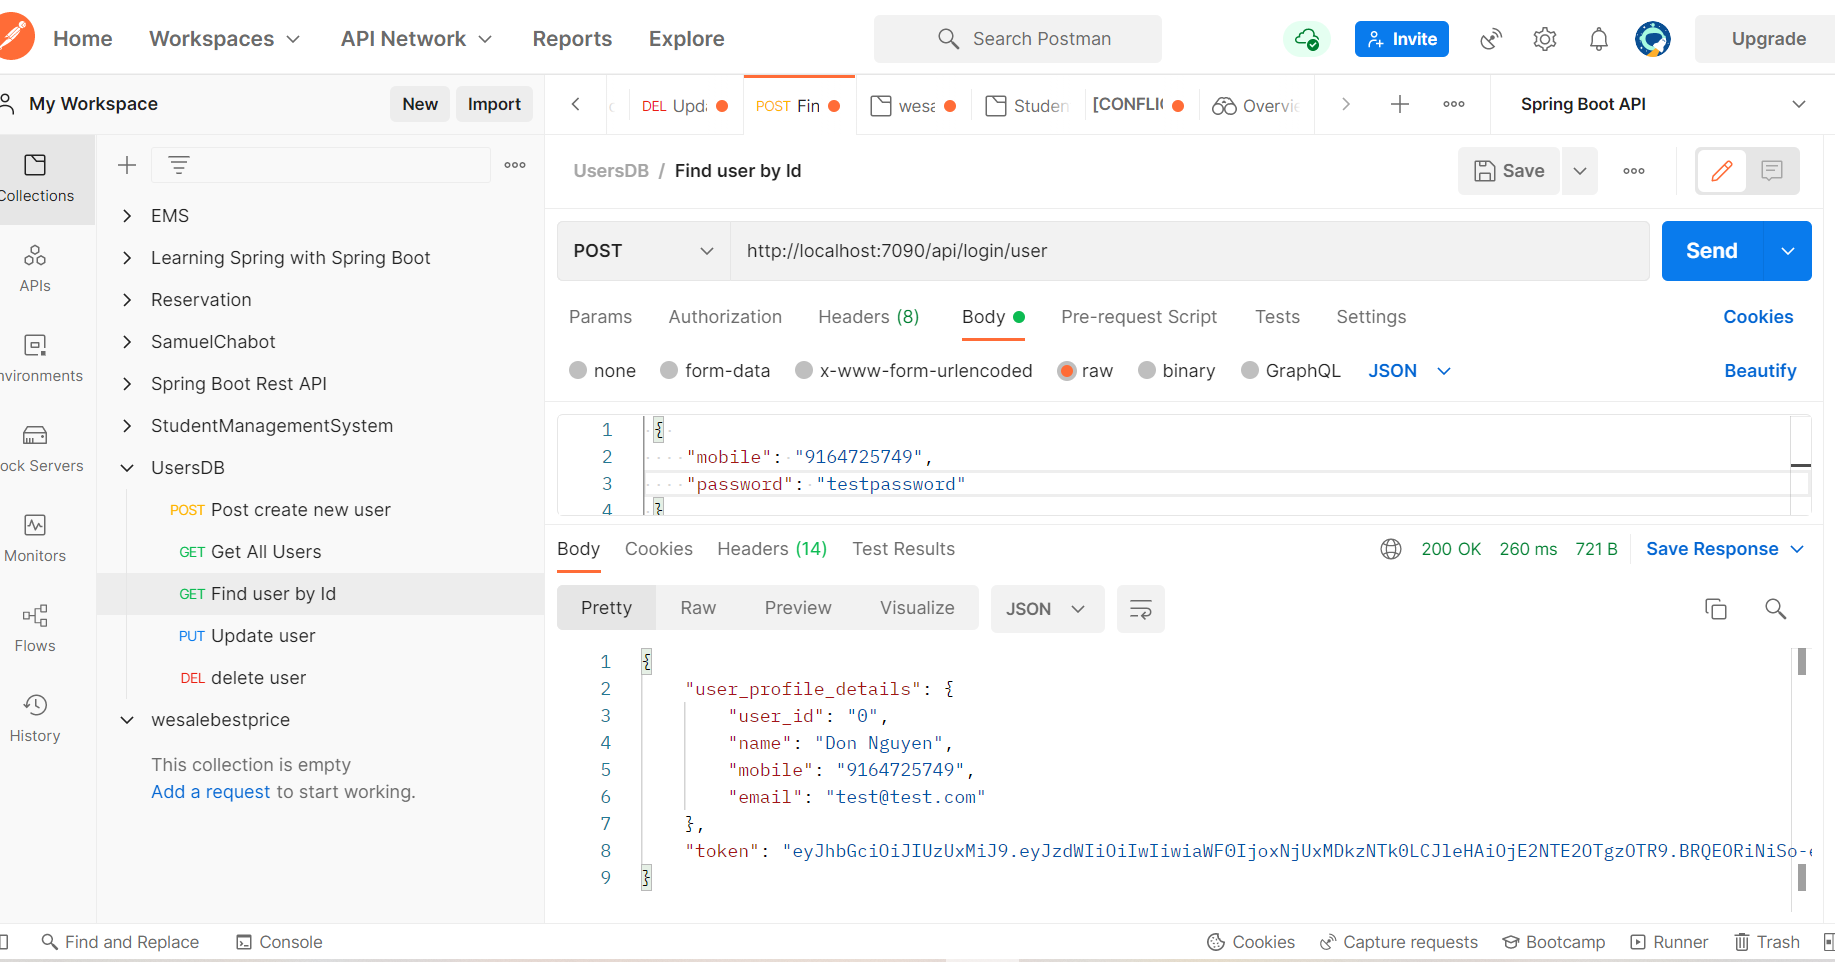 Home Workspaces API Network Reports Explore Search Postman Invite Upgrade
My Workspace New Import DEL Upda POST Fin wesa Studen [CONFLI Overvie Spring Boot API
Collections
UsersDB / Find user by Id Save
EMS
Learning Spring with Spring Boot
POST http://localhost:7090/api/login/user Send
APIs
Reservation
Params Authorization Headers (8) Body Pre-request Script Tests Settings Cookies
SamuelChabot
nvironments
none form-data x-www-form-urlencoded raw binary GraphQL JSON Beautify
Spring Boot Rest API
StudentManagementSystem
1 {
2 "mobile": "9164725749",
3 "password": "testpassword"
4 }
ock Servers
UsersDB
POST Post create new user
GET Get All Users
GET Find user by Id
PUT Update user
DEL delete user
Monitors
Flows
History
wesalebestprice
This collection is empty
Add a request to start working.
Body Cookies Headers (14) Test Results 200 OK 260 ms 721 B Save Response
Pretty Raw Preview Visualize JSON
1 {
2 "user_profile_details": {
3 "user_id": "0",
4 "name": "Don Nguyen",
5 "mobile": "9164725749",
6 "email": "test@test.com"
7 },
8 "token": "eyJhbGciOiJIUzUxMiJ9.eyJzdWIiOiIwIiwiaWF0IjoxNjUxMDkzNTk0LCJleHAiOjE2NTE2OTgzOTR9.BRQEORiNiSo-
9 }
Find and Replace Console Cookies Capture requests Bootcamp Runner Trash